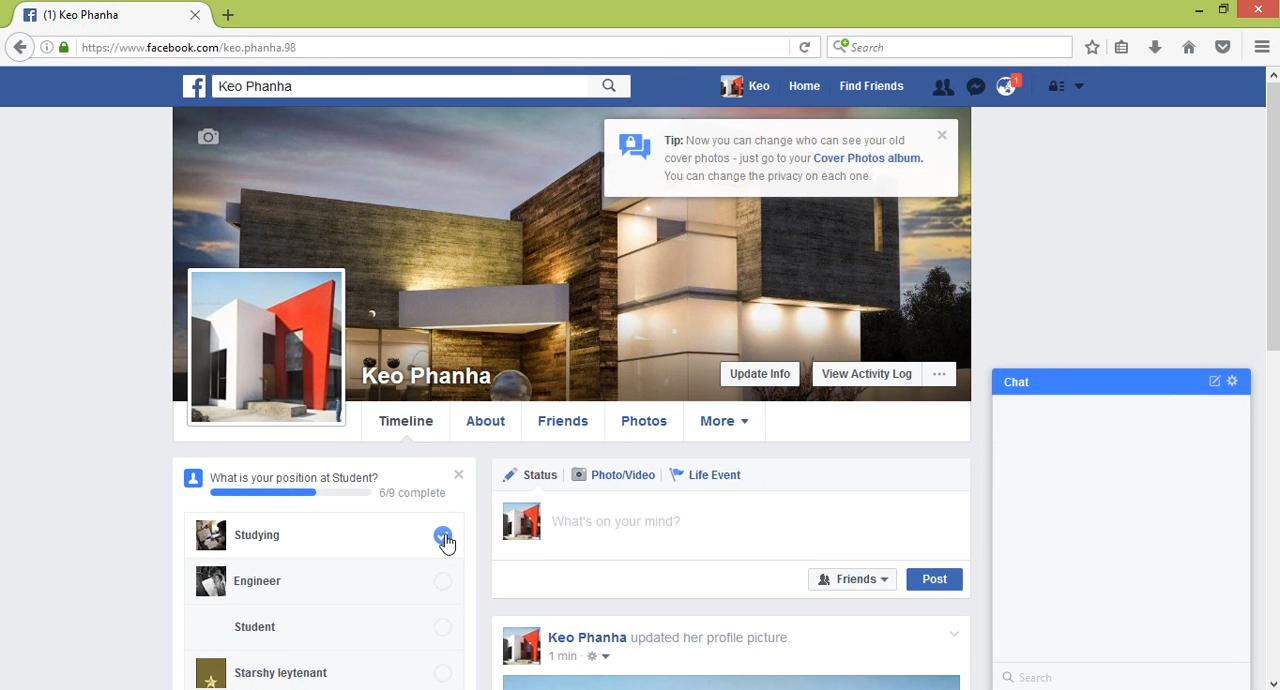 (1) Keo Phanha
https://www.facebook.com/keo.phanha.98
Search
Keo Phanha
Keo
Home
Find Friends
1
Tip: Now you can change who can see your old
cover photos - just go to your Cover Photos album.
You can change the privacy on each one.
Keo Phanha
Update Info
View Activity Log
Timeline
About
Friends
Photos
More
Chat
What is your position at Student?
6/9 complete
Studying
Engineer
Student
Starshy leytenant
Status
Photo/Video
Life Event
What's on your mind?
Friends
Post
Keo Phanha updated her profile picture.
1 min ·
Search